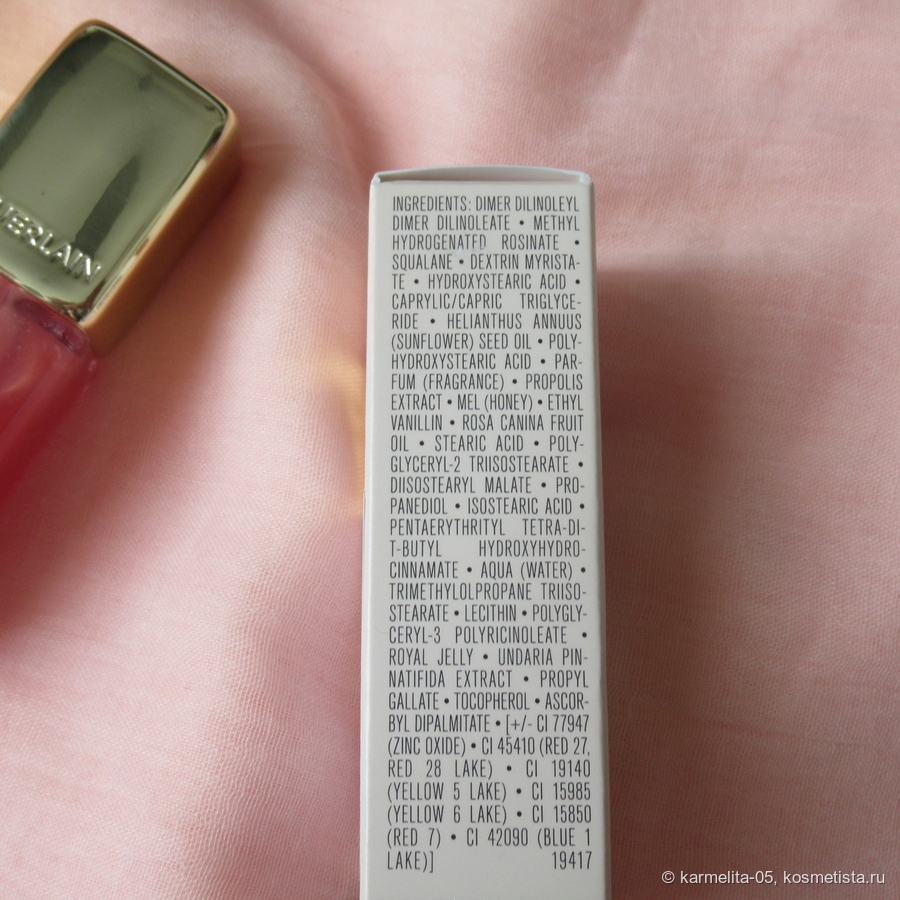 GUERLAIN
INGREDIENTS: DIMER DILINOLEYL
DIMER DILINOLEATE • METHYL
HYDROGENATED ROSINATE •
SQUALANE • DEXTRIN MYRISTA-
TE • HYDROXYSTEARIC ACID •
CAPRYLIC/CAPRIC TRIGLYCE-
RIDE • HELIANTHUS ANNUUS
(SUNFLOWER) SEED OIL • POLY-
HYDROXYSTEARIC ACID • PAR-
FUM (FRAGRANCE) • PROPOLIS
EXTRACT • MEL (HONEY) • ETHYL
VANILLIN • ROSA CANINA FRUIT
OIL • STEARIC ACID • POLY-
GLYCERYL-2 TRIISOSTEARATE •
DIISOSTEARYL MALATE • PRO-
PANEDIOL • ISOSTEARIC ACID •
PENTAERYTHRITYL TETRA-DI-
T-BUTYL HYDROXYHYDRO-
CINNAMATE • AQUA (WATER) •
TRIMETHYLOLPROPANE TRIISO-
STEARATE • LECITHIN • POLYGLY-
CERYL-3 POLYRICINOLEATE •
ROYAL JELLY • UNDARIA PIN-
NATIFIDA EXTRACT • PROPYL
GALLATE • TOCOPHEROL • ASCOR-
BYL DIPALMITATE • [+/- CI 77947
(ZINC OXIDE) • CI 45410 (RED 27,
RED 28 LAKE) • CI 19140
(YELLOW 5 LAKE) • CI 15985
(YELLOW 6 LAKE) • CI 15850
(RED 7) • CI 42090 (BLUE 1
LAKE)] 19417
© karmelita-05, kosmetista.ru